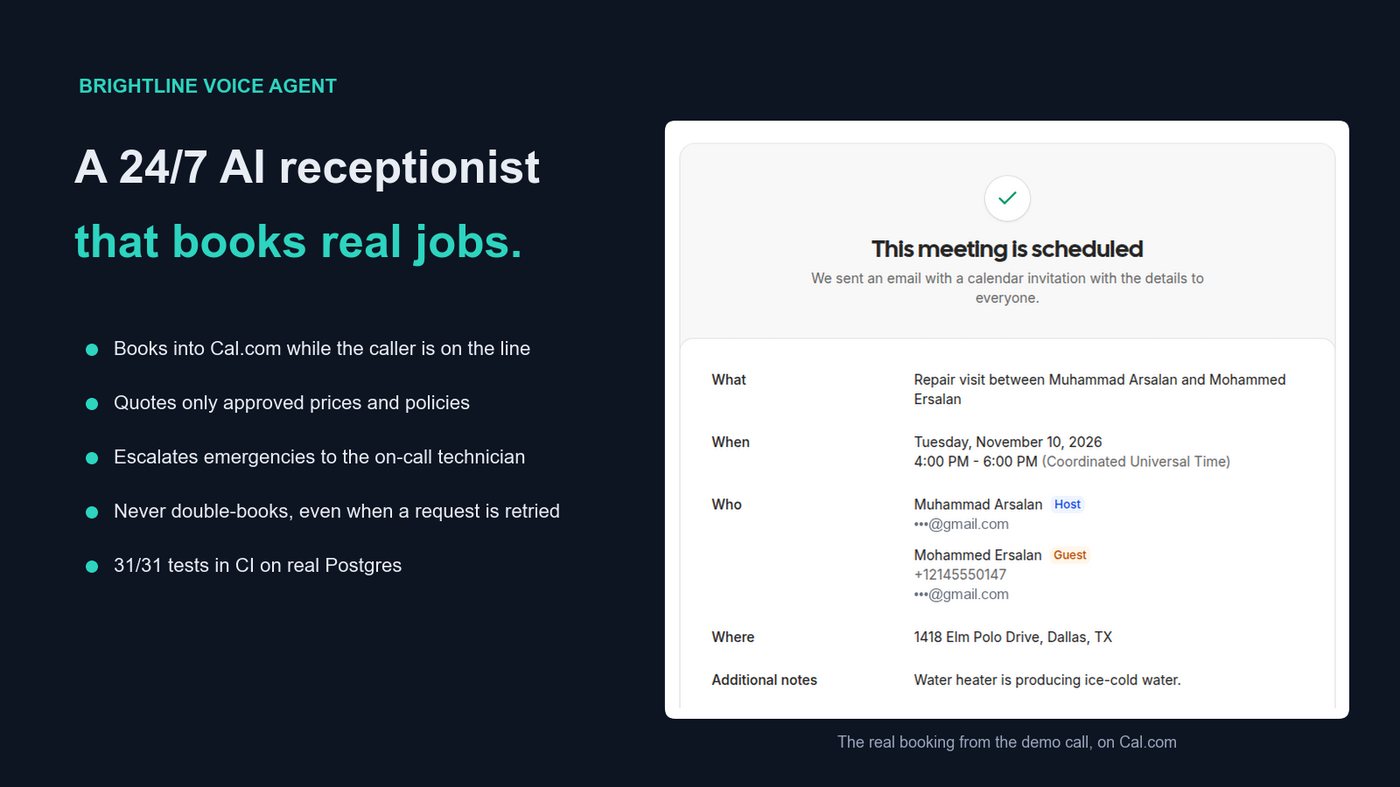 BRIGHTLINE VOICE AGENT
A 24/7 AI receptionist
that books real jobs.
Books into Cal.com while the caller is on the line
Quotes only approved prices and policies
Escalates emergencies to the on-call technician
Never double-books, even when a request is retried
31/31 tests in CI on real Postgres
This meeting is scheduled
We sent an email with a calendar invitation with the details to
everyone.
What
Repair visit between Muhammad Arsalan and Mohammed
Ersalan
When
Tuesday, November 10, 2026
4:00 PM - 6:00 PM (Coordinated Universal Time)
Who
Muhammad Arsalan Host
•••@gmail.com
Mohammed Ersalan Guest
+12145550147
•••@gmail.com
Where
1418 Elm Polo Drive, Dallas, TX
Additional notes
Water heater is producing ice-cold water.
The real booking from the demo call, on Cal.com